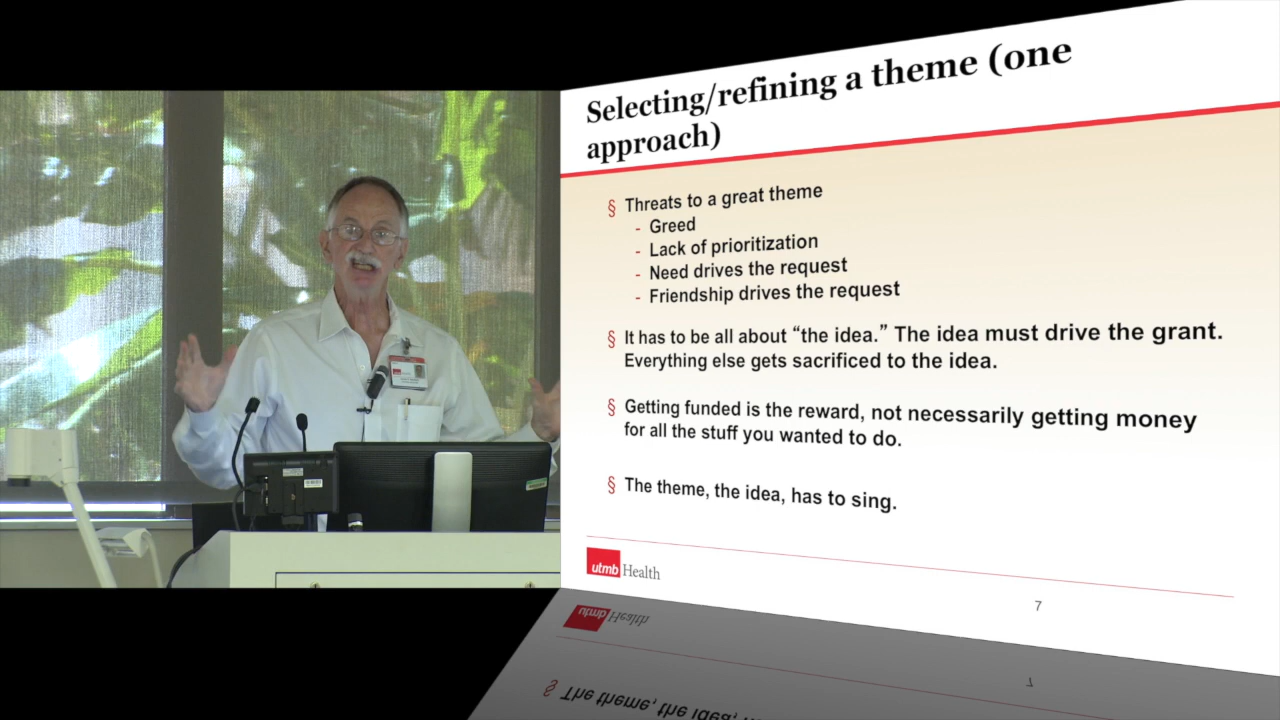 Selecting/refining a theme (one
approach)
§ Threats to a great theme
- Greed
- Lack of prioritization
- Need drives the request
- Friendship drives the request
§ It has to be all about “the idea.” The idea must drive the grant.
Everything else gets sacrificed to the idea.
§ Getting funded is the reward, not necessarily getting money
for all the stuff you wanted to do.
§ The theme, the idea, has to sing.
utmb Health
7